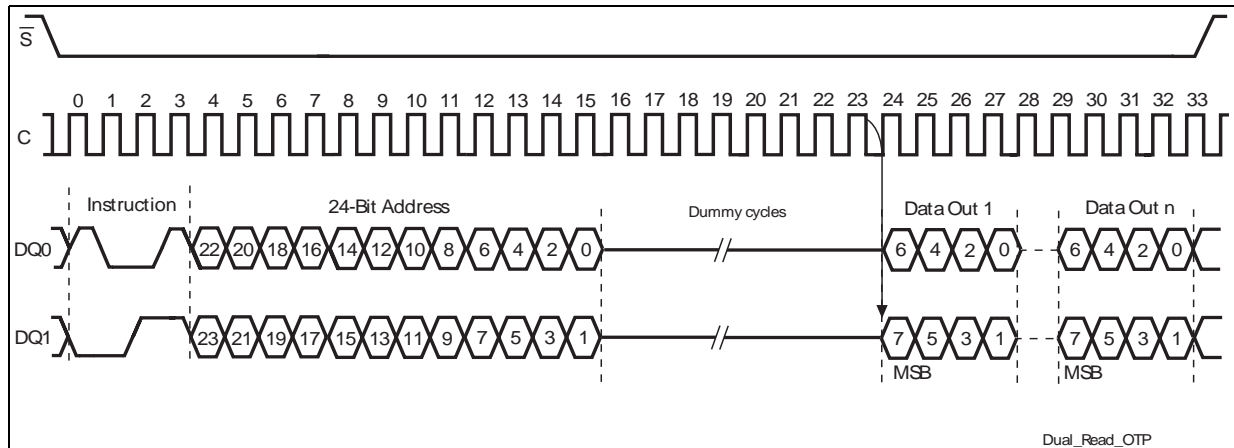 S
0 1 2 3 4 5 6 7 8 9 10 11 12 13 14 15 16 17 18 19 20 21 22 23 24 25 26 27 28 29 30 31 32 33
C
Instruction 24-Bit Address Dummy cycles Data Out 1 Data Out n
DQ0 22 20 18 16 14 12 10 8 6 4 2 0 6 4 2 0 6 4 2 0
DQ1 23 21 19 17 15 13 11 9 7 5 3 1 7 5 3 1 7 5 3 1
MSB MSB
Dual_Read_OTP